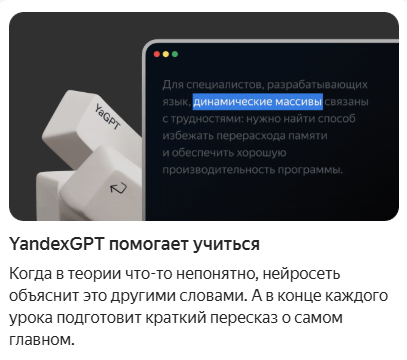 YaGPT
Для специалистов, разрабатывающих
язык, динамические массивы связаны
с трудностями: нужно найти способ
избежать перерасхода памяти
и обеспечить хорошую
производительность программы.
YandexGPT помогает учиться
Когда в теории что-то непонятно, нейросеть
объяснит это другими словами. А в конце каждого
урока подготовит краткий пересказ о самом
главном.